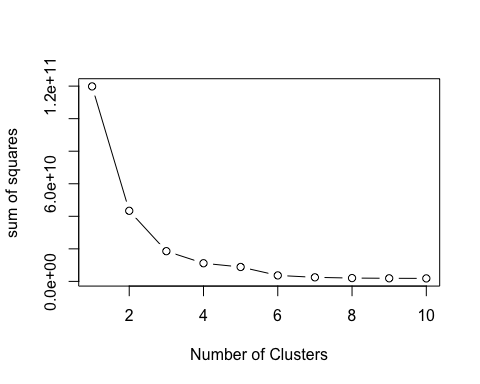 sum of squares
1.2e+11
6.0e+10
0.0e+00
2 4 6 8 10
Number of Clusters